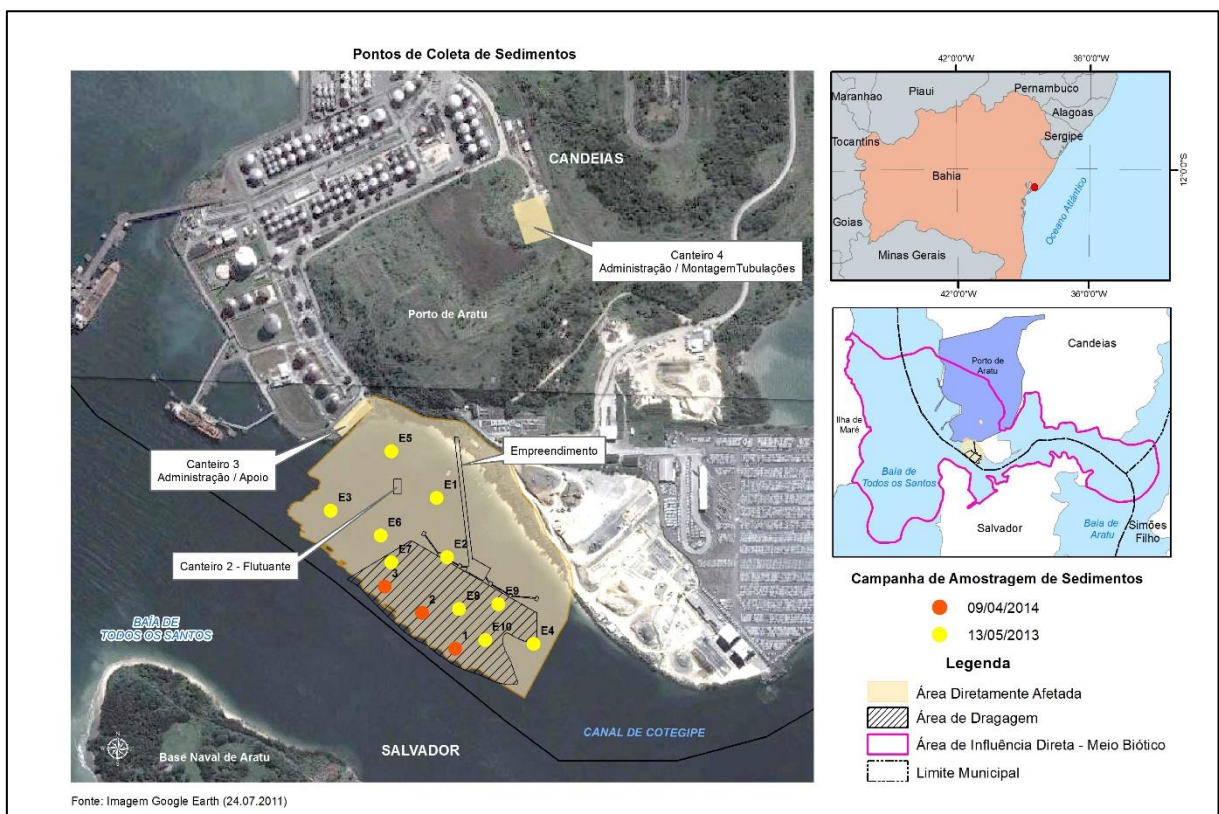 Pontos de Coleta de Sedimentos
CANDEIAS
Canteiro 4
Administração / MontagemTubulações
Porto de Aratu
Canteiro 3
Administração / Apoio
Empreendimento
E5
E1
E3
E6
E7
E2
Canteiro 2 - Flutuante
3
2
E8
E9
1
E10
E4
BAÍA DE
TODOS OS SANTOS
CANAL DE COTEGIPE
SALVADOR
Base Naval de Aratu
N
Fonte: Imagem Google Earth (24.07.2011)
42°0'0"W
36°0'0"W
Maranhao
Piaui
Pernambuco
Alagoas
Sergipe
Tocantins
Bahia
12°0'0"S
Goias
Oceano Atlântico
Minas Gerais
42°0'0"W
36°0'0"W
Candeias
Porto de
Aratu
Ilha de
Maré
Baía de
Todos os Santos
Salvador
Baia de
Aratu
Simões
Filho
Campanha de Amostragem de Sedimentos
09/04/2014
13/05/2013
Legenda
Área Diretamente Afetada
Área de Dragagem
Área de Influência Direta - Meio Biótico
Limite Municipal